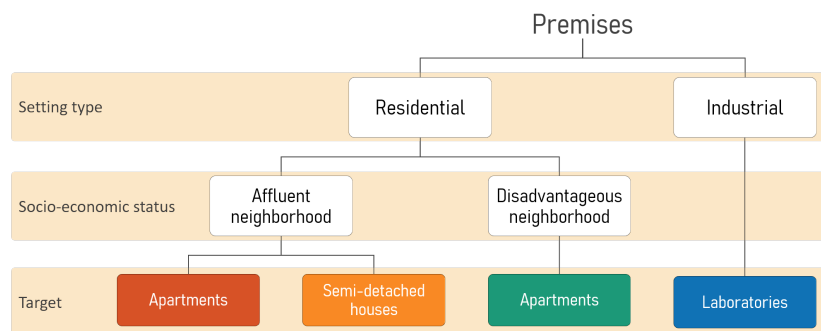 Premises
Setting type
Residential
Industrial
Socio-economic status
Affluent
neighborhood
Disadvantageous
neighborhood
Target
Apartments
Semi-detached
houses
Apartments
Laboratories